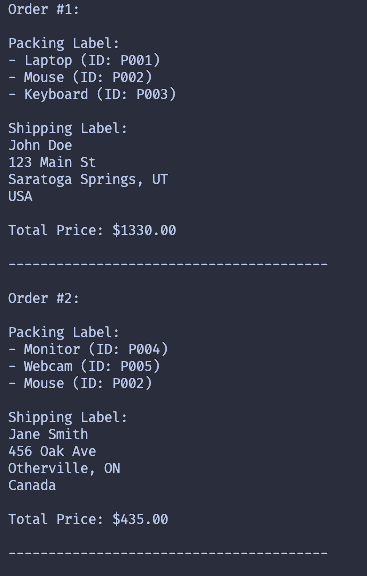 Order #1:
Packing Label:
- Laptop (ID: P001)
- Mouse (ID: P002)
- Keyboard (ID: P003)
Shipping Label:
John Doe
123 Main St
Saratoga Springs, UT
USA
Total Price: $1330.00
----------------------------------------
Order #2:
Packing Label:
- Monitor (ID: P004)
- Webcam (ID: P005)
- Mouse (ID: P002)
Shipping Label:
Jane Smith
456 Oak Ave
Otherville, ON
Canada
Total Price: $435.00
----------------------------------------